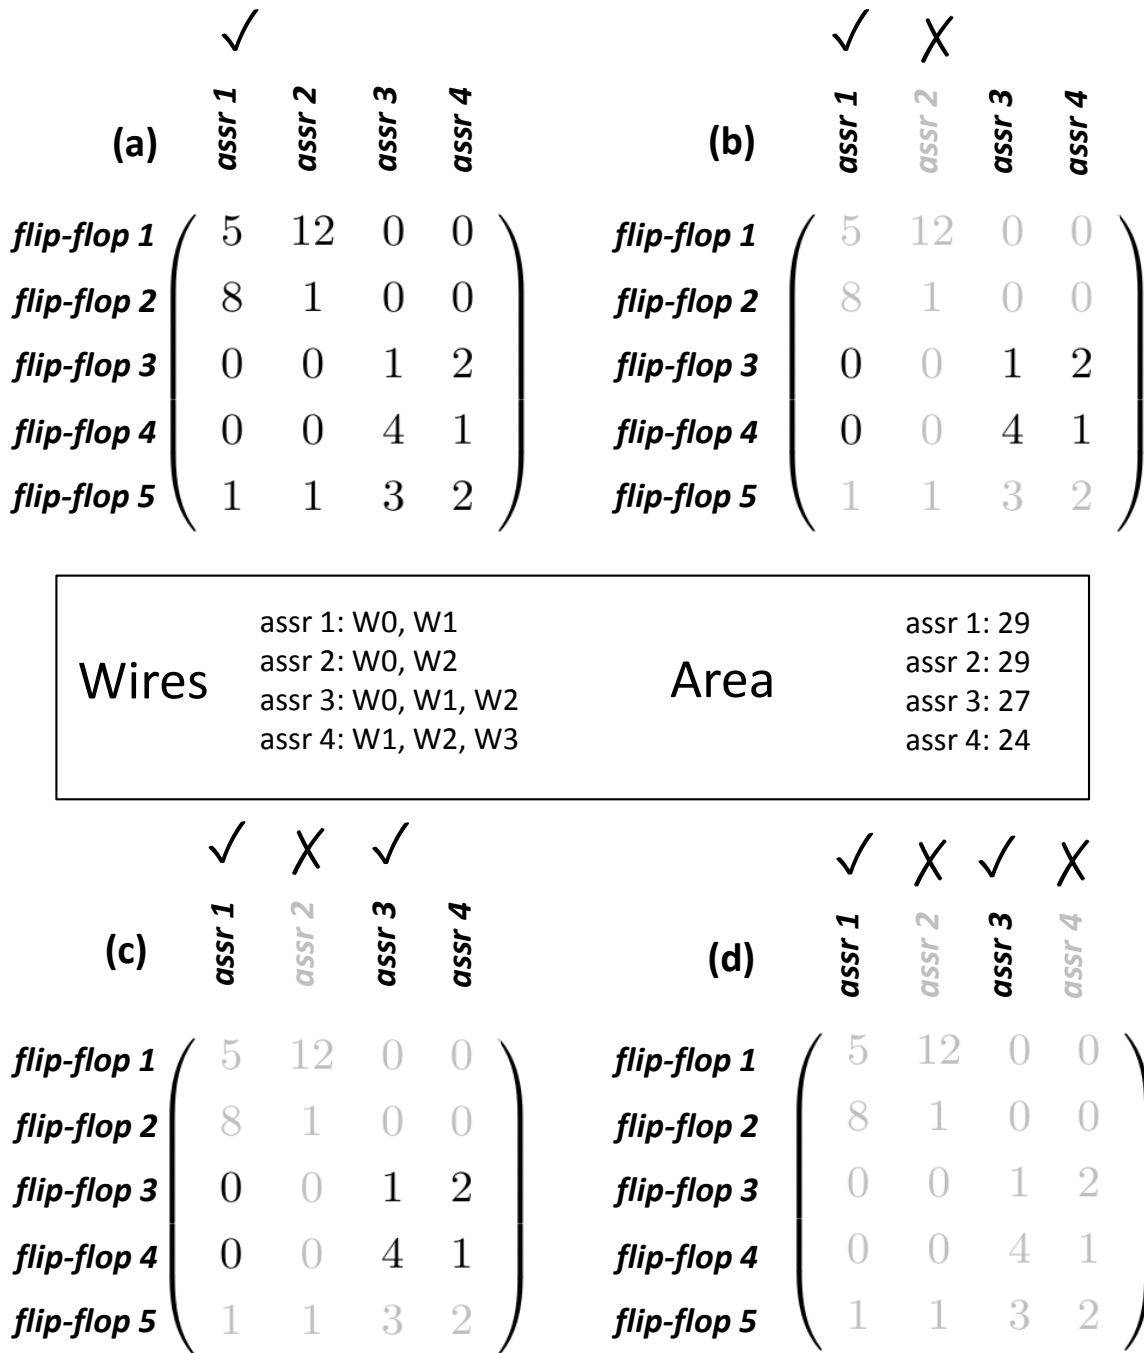 ✓
assr 1 assr 2 assr 3 assr 4
(a)
flip-flop 1 5 12 0 0
flip-flop 2 8 1 0 0
flip-flop 3 0 0 1 2
flip-flop 4 0 0 4 1
flip-flop 5 1 1 3 2
✓ ✗
assr 1 assr 2 assr 3 assr 4
(b)
flip-flop 1 5 12 0 0
flip-flop 2 8 1 0 0
flip-flop 3 0 0 1 2
flip-flop 4 0 0 4 1
flip-flop 5 1 1 3 2
Wires
assr 1: W0, W1
assr 2: W0, W2
assr 3: W0, W1, W2
assr 4: W1, W2, W3
Area
assr 1: 29
assr 2: 29
assr 3: 27
assr 4: 24
✓ ✗ ✓
assr 1 assr 2 assr 3 assr 4
(c)
flip-flop 1 5 12 0 0
flip-flop 2 8 1 0 0
flip-flop 3 0 0 1 2
flip-flop 4 0 0 4 1
flip-flop 5 1 1 3 2
✓ ✗ ✓ ✗
assr 1 assr 2 assr 3 assr 4
(d)
flip-flop 1 5 12 0 0
flip-flop 2 8 1 0 0
flip-flop 3 0 0 1 2
flip-flop 4 0 0 4 1
flip-flop 5 1 1 3 2